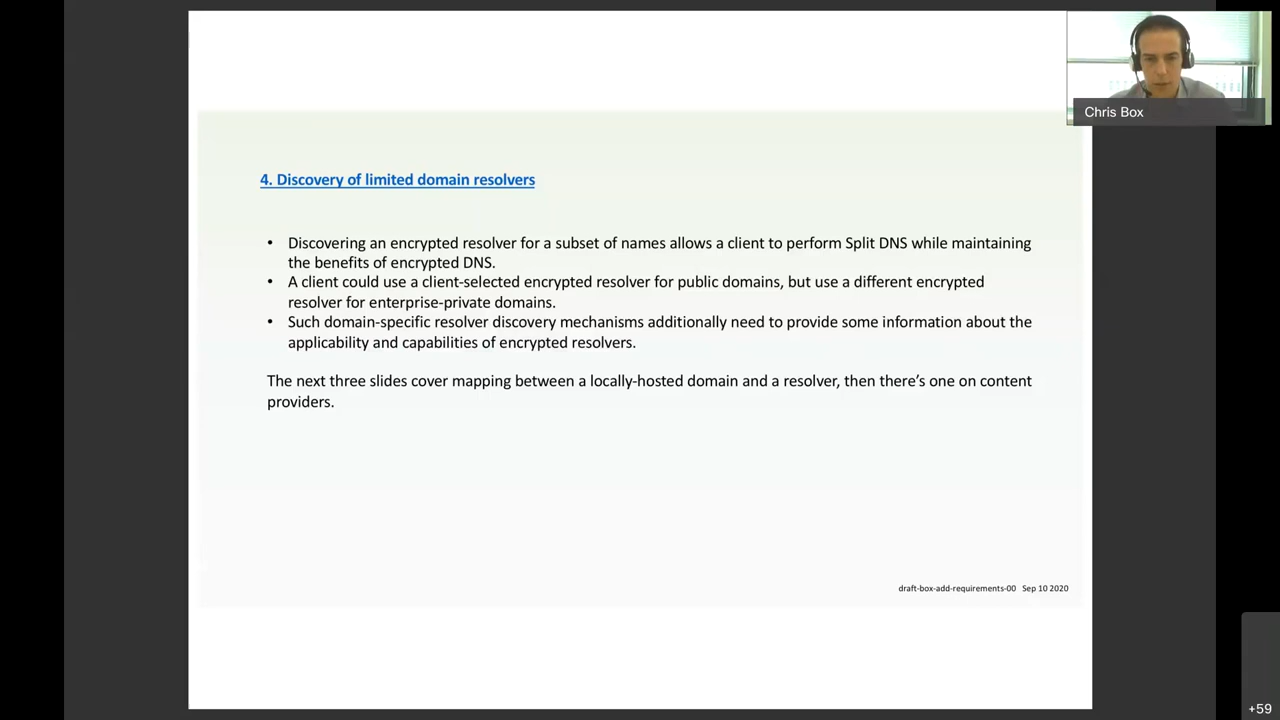 Chris Box
4. Discovery of limited domain resolvers
• Discovering an encrypted resolver for a subset of names allows a client to perform Split DNS while maintaining
the benefits of encrypted DNS.
• A client could use a client-selected encrypted resolver for public domains, but use a different encrypted
resolver for enterprise-private domains.
• Such domain-specific resolver discovery mechanisms additionally need to provide some information about the
applicability and capabilities of encrypted resolvers.
The next three slides cover mapping between a locally-hosted domain and a resolver, then there’s one on content
providers.
draft-box-add-requirements-00 Sep 10 2020
+59